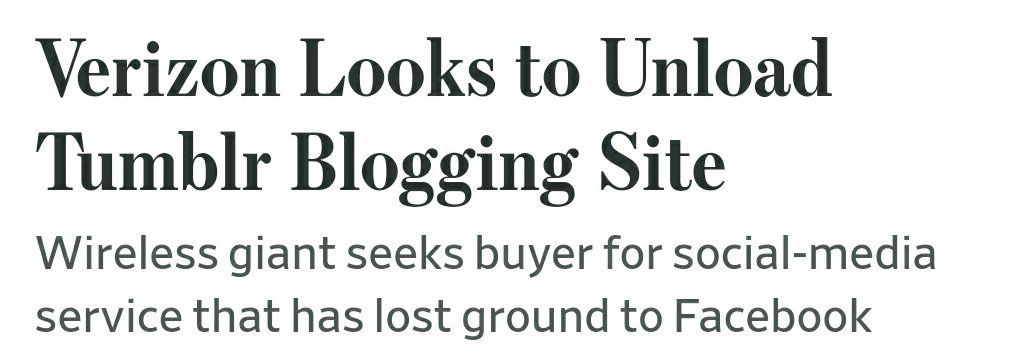 Verizon Looks to Unload
Tumblr Blogging Site
Wireless giant seeks buyer for social-media
service that has lost ground to Facebook